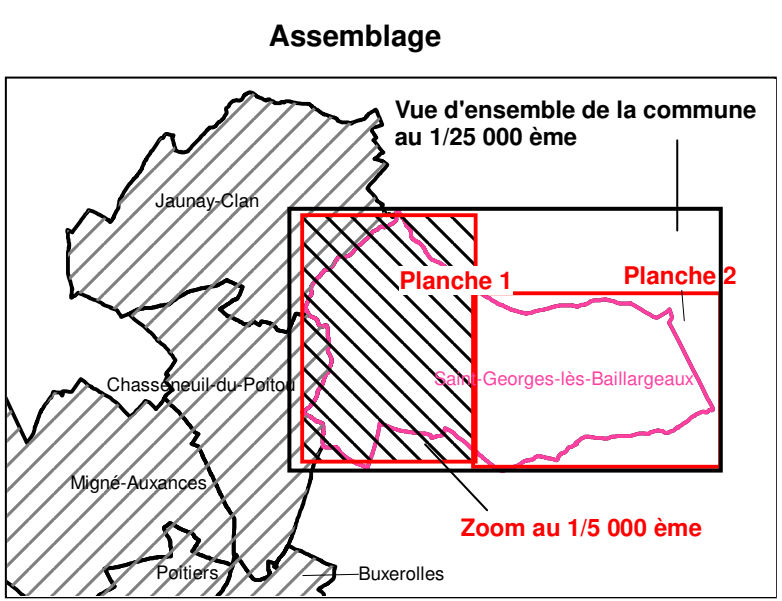 Assemblage
Vue d'ensemble de la commune
au 1/25 000 ème
Jaunay-Clan
Planche 1
Planche 2
Chasseneuil-du-Poitou
Saint-Georges-lès-Baillargeaux
Migné-Auxances
Zoom au 1/5 000 ème
Poitiers
Buxerolles